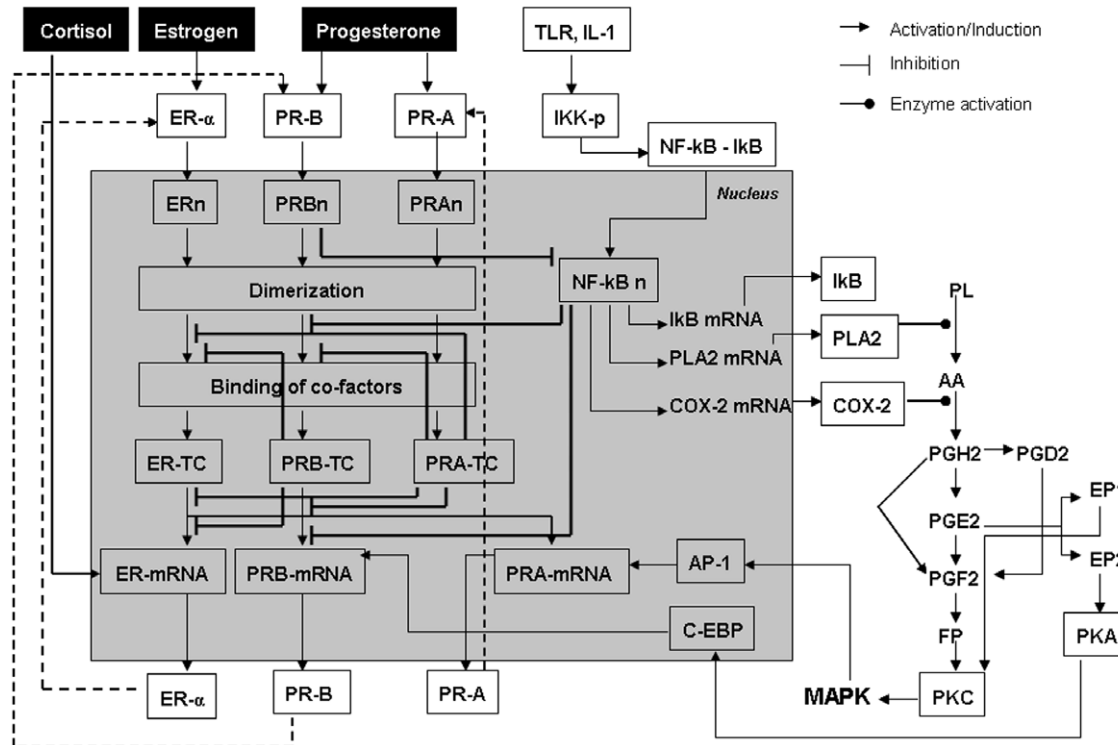 Cortisol
Estrogen
Progesterone
TLR, IL-1
Activation/Induction
Inhibition
Enzyme activation
ER-α
PR-B
PR-A
IKK-p
NF-kB - IkB
Nucleus
ERn
PRBn
PRAn
NF-kB n
IkB
Dimerization
PL
IkB mRNA
PLA2
PLA2 mRNA
Binding of co-factors
AA
COX-2 mRNA
COX-2
ER-TC
PRB-TC
PRA-TC
PGH2
PGD2
EP1
PGE2
EP2
ER-mRNA
PRB-mRNA
PRA-mRNA
AP-1
PGF2
C-EBP
FP
PKA
ER-α
PR-B
PR-A
MAPK
PKC